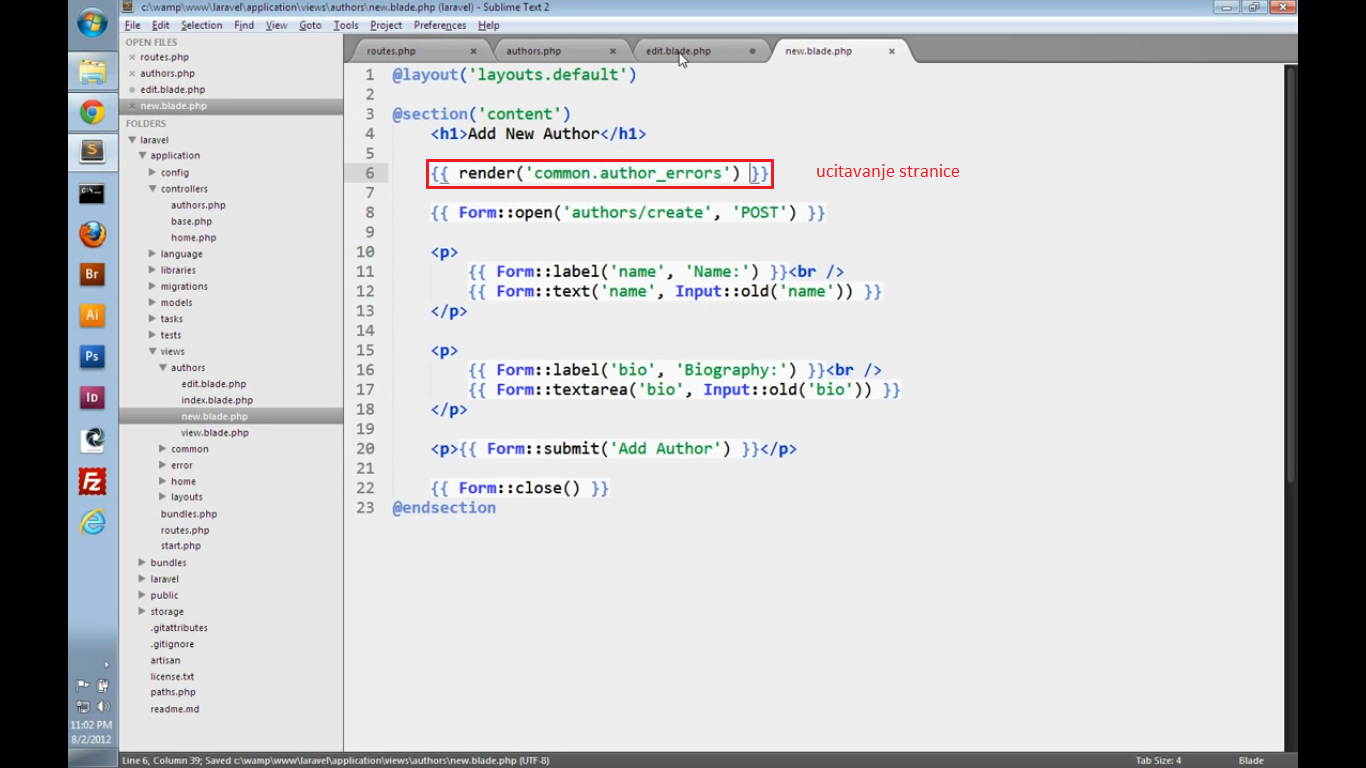 c:\wamp\www\laravel\application\views\authors\new.blade.php (laravel) - Sublime Text 2
File Edit Selection Find View Goto Tools Project Preferences Help
OPEN FILES
routes.php
authors.php
edit.blade.php
new.blade.php
FOLDERS
laravel
application
config
controllers
authors.php
base.php
home.php
language
libraries
migrations
models
tasks
tests
views
authors
edit.blade.php
index.blade.php
new.blade.php
view.blade.php
common
error
home
layouts
bundles.php
routes.php
start.php
bundles
laravel
public
storage
.gitattributes
.gitignore
artisan
license.txt
paths.php
readme.md
routes.php authors.php edit.blade.php new.blade.php
1 @layout('layouts.default')
2
3 @section('content')
4 <h1>Add New Author</h1>
5
6 {{ render('common.author_errors') }}
ucitavanje stranice
7
8 {{ Form::open('authors/create', 'POST') }}
9
10 <p>
11 {{ Form::label('name', 'Name:') }}<br />
12 {{ Form::text('name', Input::old('name')) }}
13 </p>
14
15 <p>
16 {{ Form::label('bio', 'Biography:') }}<br />
17 {{ Form::textarea('bio', Input::old('bio')) }}
18 </p>
19
20 <p>{{ Form::submit('Add Author') }}</p>
21
22 {{ Form::close() }}
23 @endsection
Br
Ai
Ps
Id
Fz
11:02 PM
8/2/2012
Line 6, Column 39; Saved c:\wamp\www\laravel\application\views\authors\new.blade.php (UTF-8) Tab Size: 4 Blade